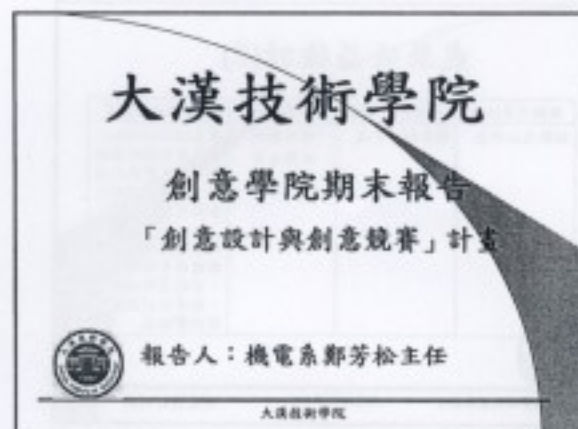 大漢技術學院
創意學院期末報告
「創意設計與創意競賽」計畫
報告人：機電系鄭芳松主任
大漢技術學院